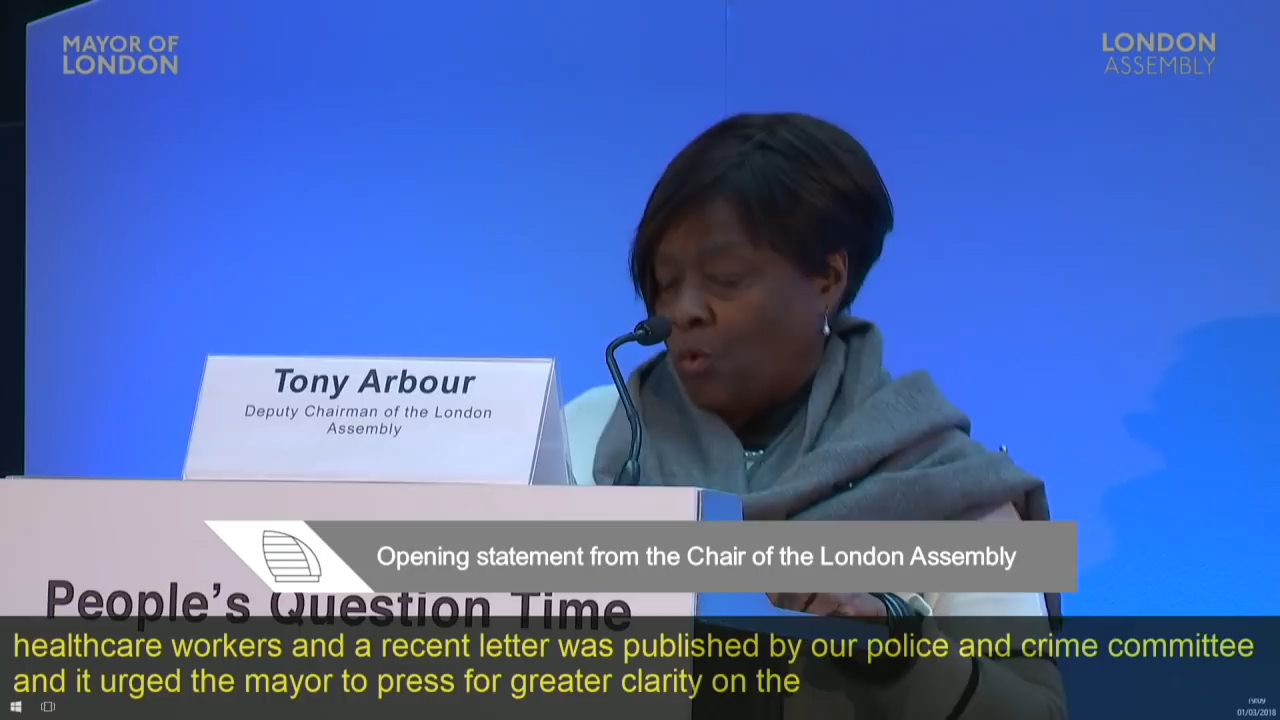 MAYOR OF
LONDON
LONDON
ASSEMBLY
Tony Arbour
Deputy Chairman of the London
Assembly
Opening statement from the Chair of the London Assembly
People's Question Time
healthcare workers and a recent letter was published by our police and crime committee
and it urged the mayor to press for greater clarity on the
01/03/2018